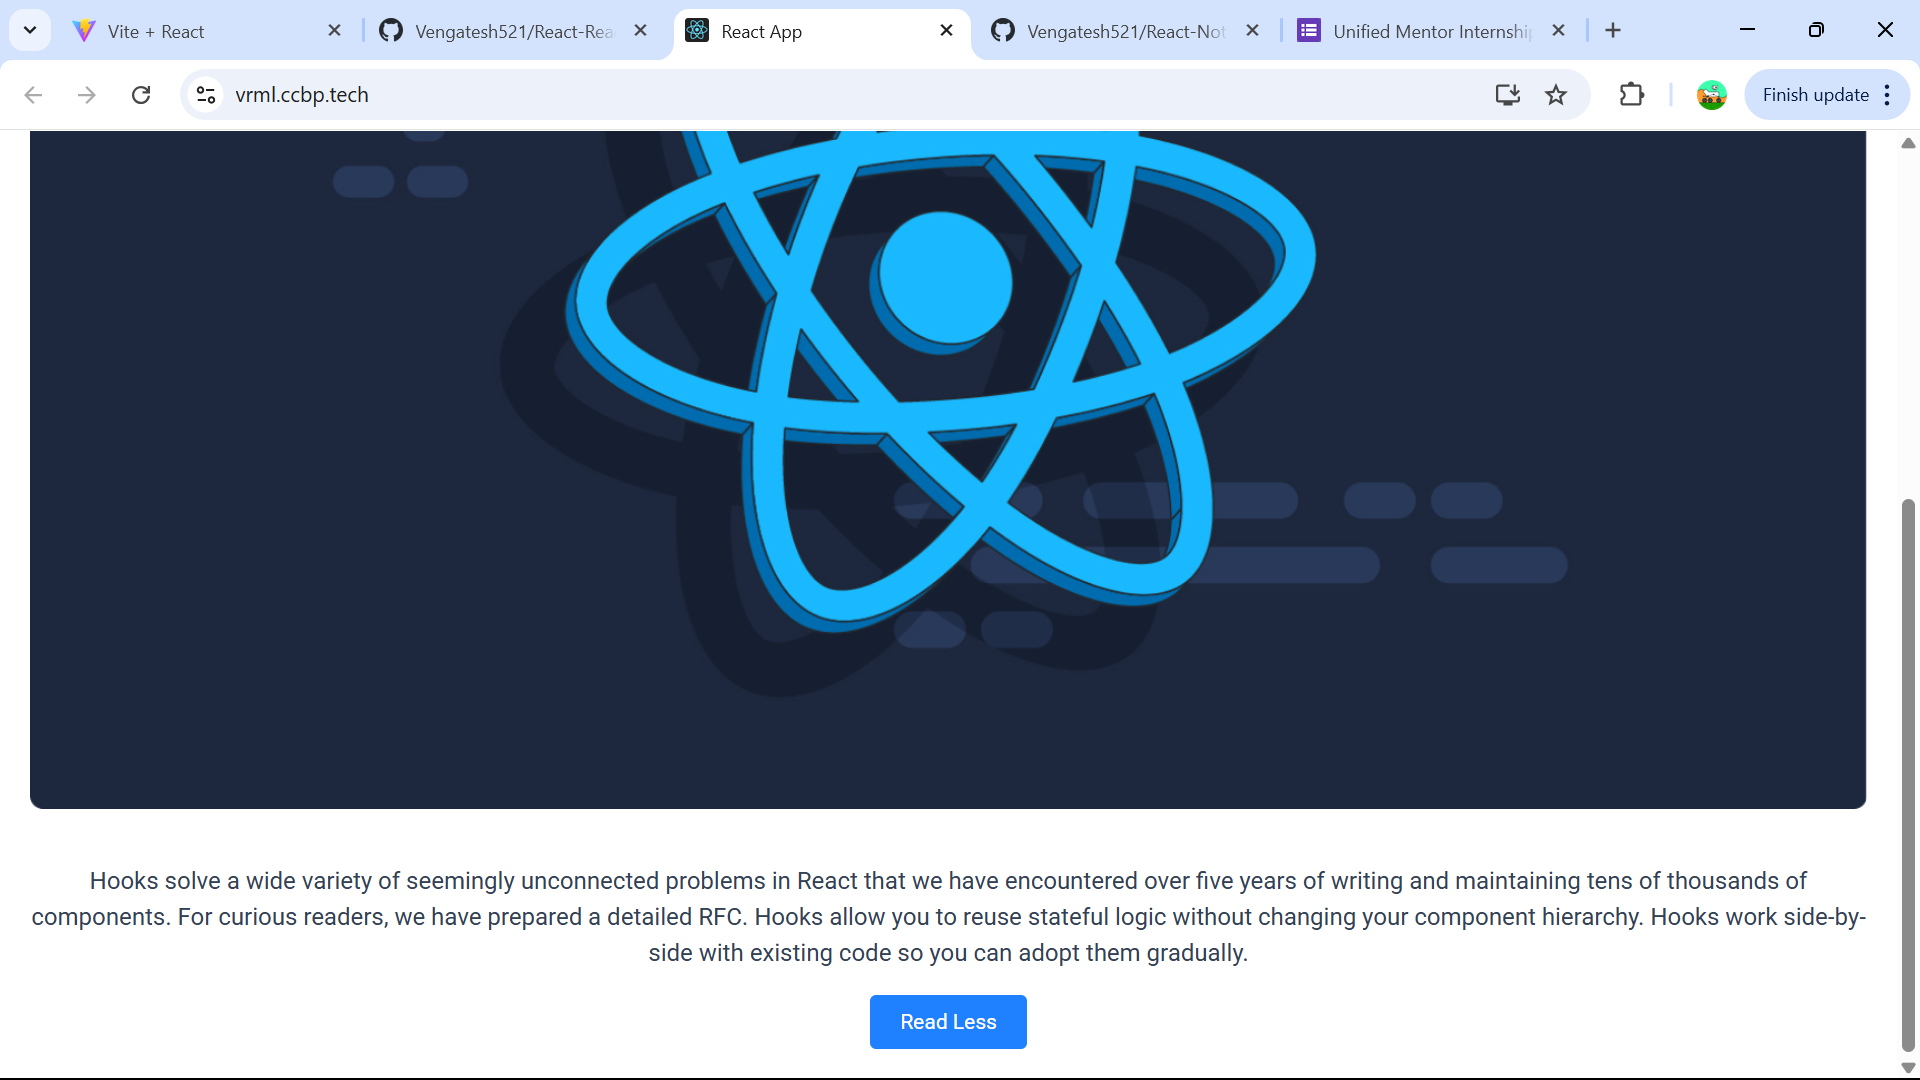 Vite + React
Vengatesh521/React-Rea
React App
Vengatesh521/React-Not
Unified Mentor Internship
vrml.ccbp.tech
Finish update
Hooks solve a wide variety of seemingly unconnected problems in React that we have encountered over five years of writing and maintaining tens of thousands of
components. For curious readers, we have prepared a detailed RFC. Hooks allow you to reuse stateful logic without changing your component hierarchy. Hooks work side-by-
side with existing code so you can adopt them gradually.
Read Less